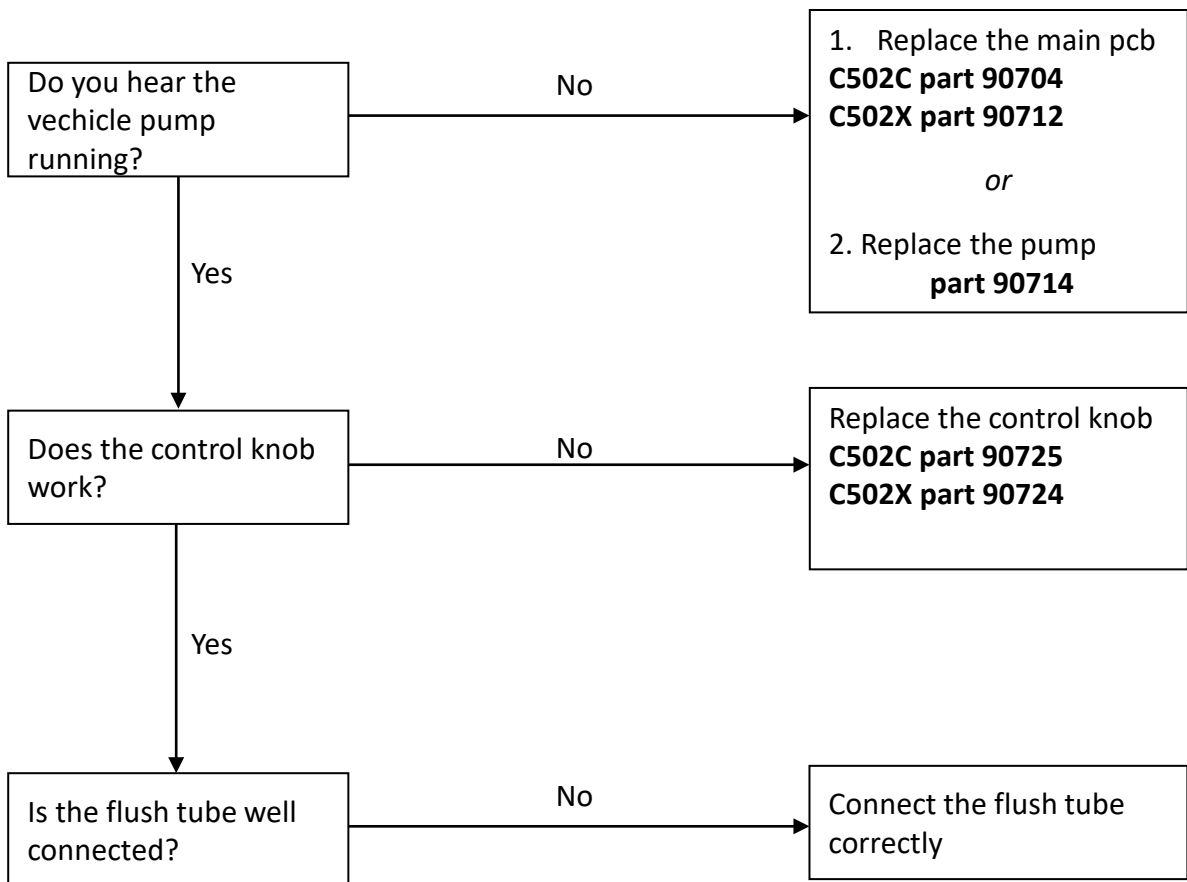 Do you hear the
vechicle pump
running?
No
1. Replace the main pcb
C502C part 90704
C502X part 90712
or
2. Replace the pump
part 90714
Yes
Does the control knob
work?
No
Replace the control knob
C502C part 90725
C502X part 90724
Yes
Is the flush tube well
connected?
No
Connect the flush tube
correctly